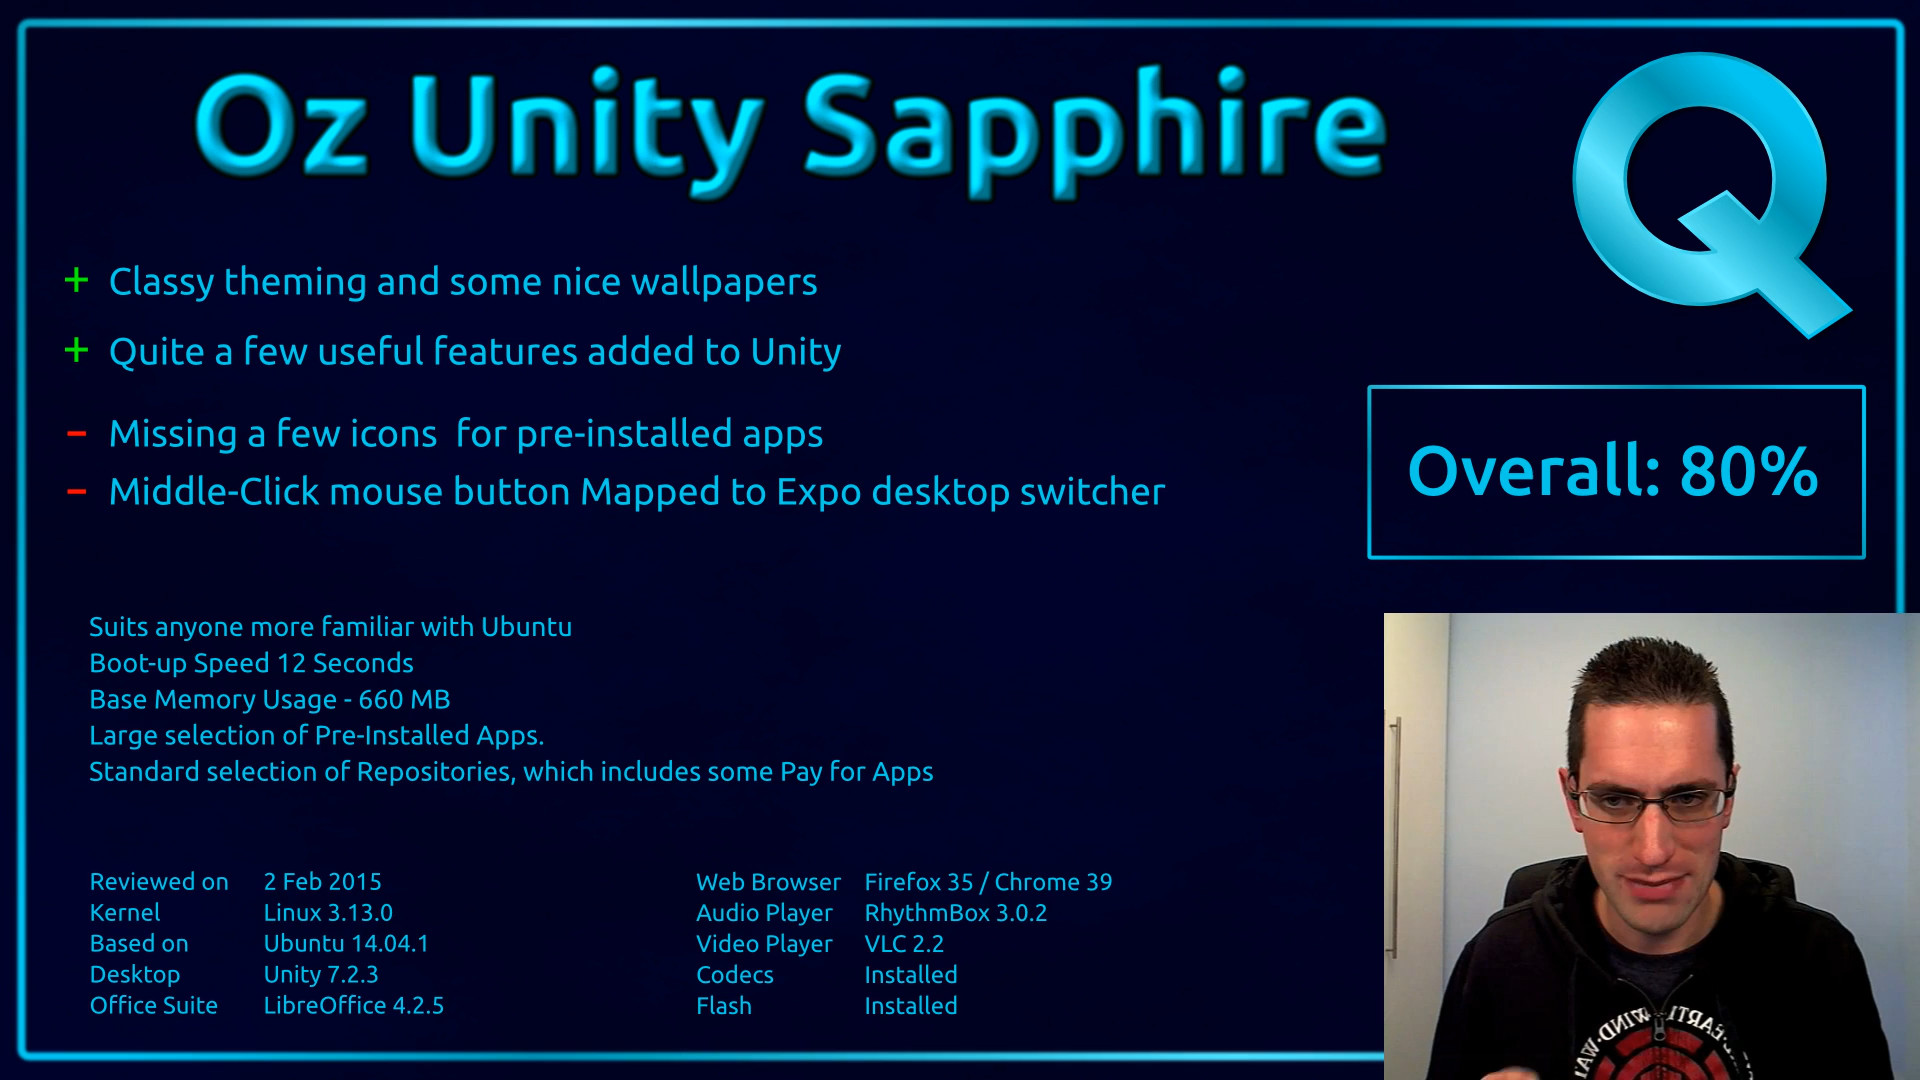 Oz Unity Sapphire
Q
+ Classy theming and some nice wallpapers
+ Quite a few useful features added to Unity
- Missing a few icons for pre-installed apps
- Middle-Click mouse button Mapped to Expo desktop switcher
Overall: 80%
Suits anyone more familiar with Ubuntu
Boot-up Speed 12 Seconds
Base Memory Usage - 660 MB
Large selection of Pre-Installed Apps.
Standard selection of Repositories, which includes some Pay for Apps
Reviewed on 2 Feb 2015
Kernel Linux 3.13.0
Based on Ubuntu 14.04.1
Desktop Unity 7.2.3
Office Suite LibreOffice 4.2.5
Web Browser Firefox 35 / Chrome 39
Audio Player RhythmBox 3.0.2
Video Player VLC 2.2
Codecs Installed
Flash Installed
EARTH WIND